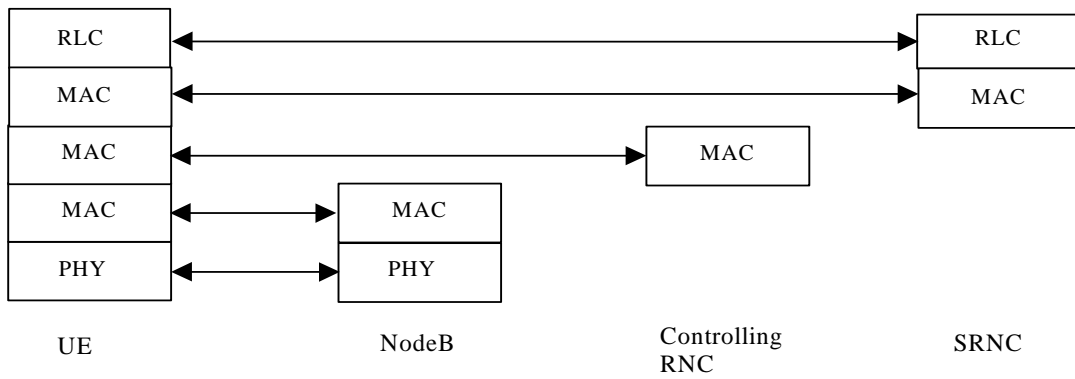 RLC
RLC
MAC
MAC
MAC
MAC
MAC
MAC
PHY
PHY
UE
NodeB
Controlling
RNC
SRNC